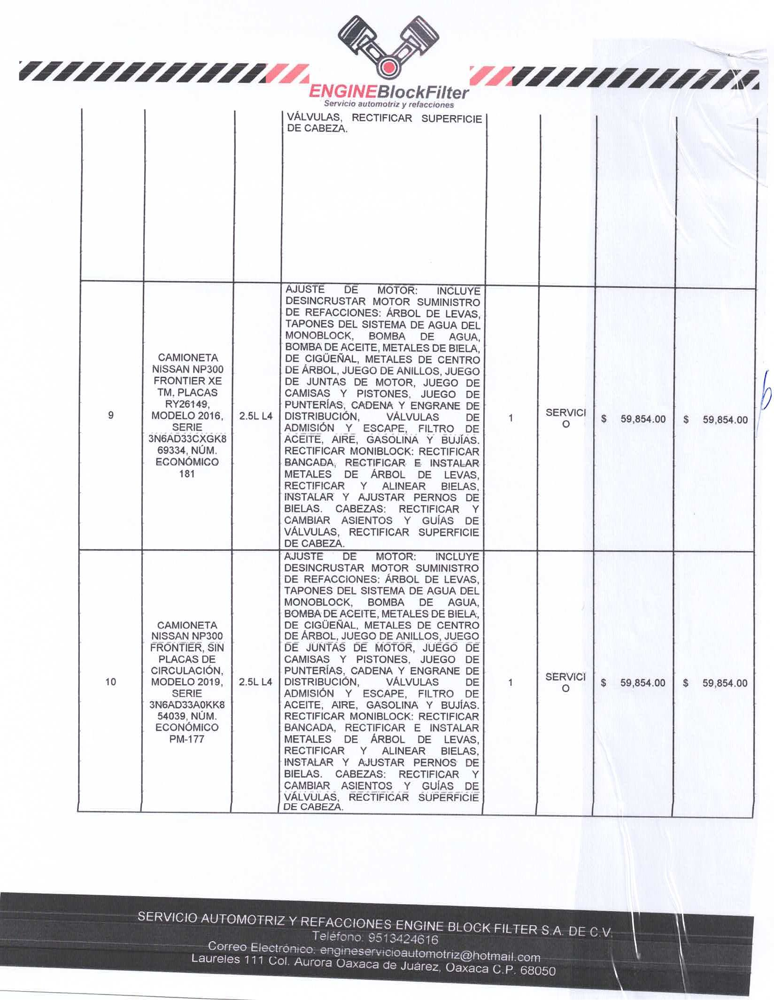 ENGINEBlockFilter
Servicio automotriz y refacciones
VÁLVULAS, RECTIFICAR SUPERFICIE
DE CABEZA.
9
CAMIONETA
NISSAN NP300
FRONTIER XE
TM, PLACAS
RY26149,
MODELO 2016,
SERIE
3N6AD33CXGK8
69334, NÚM.
ECONÓMICO
181
2.5L L4
AJUSTE DE MOTOR: INCLUYE
DESINCRUSTAR MOTOR SUMINISTRO
DE REFACCIONES: ÁRBOL DE LEVAS,
TAPONES DEL SISTEMA DE AGUA DEL
MONOBLOCK, BOMBA DE AGUA,
BOMBA DE ACEITE, METALES DE BIELA,
DE CIGÜEÑAL, METALES DE CENTRO
DE ÁRBOL, JUEGO DE ANILLOS, JUEGO
DE JUNTAS DE MOTOR, JUEGO DE
CAMISAS Y PISTONES, JUEGO DE
PUNTERÍAS, CADENA Y ENGRANE DE
DISTRIBUCIÓN, VÁLVULAS DE
ADMISIÓN Y ESCAPE, FILTRO DE
ACEITE, AIRE, GASOLINA Y BUJÍAS.
RECTIFICAR MONIBLOCK: RECTIFICAR
BANCADA, RECTIFICAR E INSTALAR
METALES DE ÁRBOL DE LEVAS,
RECTIFICAR Y ALINEAR BIELAS,
INSTALAR Y AJUSTAR PERNOS DE
BIELAS. CABEZAS: RECTIFICAR Y
CAMBIAR ASIENTOS Y GUÍAS DE
VÁLVULAS, RECTIFICAR SUPERFICIE
DE CABEZA.
1
SERVICI
O
$ 59,854.00
$ 59,854.00
10
CAMIONETA
NISSAN NP300
FRONTIER, SIN
PLACAS DE
CIRCULACIÓN,
MODELO 2019,
SERIE
3N6AD33A0KK8
54039, NÚM.
ECONÓMICO
PM-177
2.5L L4
AJUSTE DE MOTOR: INCLUYE
DESINCRUSTAR MOTOR SUMINISTRO
DE REFACCIONES: ÁRBOL DE LEVAS,
TAPONES DEL SISTEMA DE AGUA DEL
MONOBLOCK, BOMBA DE AGUA,
BOMBA DE ACEITE, METALES DE BIELA,
DE CIGÜEÑAL, METALES DE CENTRO
DE ÁRBOL, JUEGO DE ANILLOS, JUEGO
DE JUNTAS DE MOTOR, JUEGO DE
CAMISAS Y PISTONES, JUEGO DE
PUNTERÍAS, CADENA Y ENGRANE DE
DISTRIBUCIÓN, VÁLVULAS DE
ADMISIÓN Y ESCAPE, FILTRO DE
ACEITE, AIRE, GASOLINA Y BUJÍAS.
RECTIFICAR MONIBLOCK: RECTIFICAR
BANCADA, RECTIFICAR E INSTALAR
METALES DE ÁRBOL DE LEVAS,
RECTIFICAR Y ALINEAR BIELAS,
INSTALAR Y AJUSTAR PERNOS DE
BIELAS. CABEZAS: RECTIFICAR Y
CAMBIAR ASIENTOS Y GUÍAS DE
VÁLVULAS, RECTIFICAR SUPERFICIE
DE CABEZA.
1
SERVICI
O
$ 59,854.00
$ 59,854.00
SERVICIO AUTOMOTRIZ Y REFACCIONES ENGINE BLOCK FILTER S.A. DE C.V.
Teléfono: 9513424616
Correo Electrónico: engineservicioautomotriz@hotmail.com
Laureles 111 Col. Aurora Oaxaca de Juárez, Oaxaca C.P. 68050